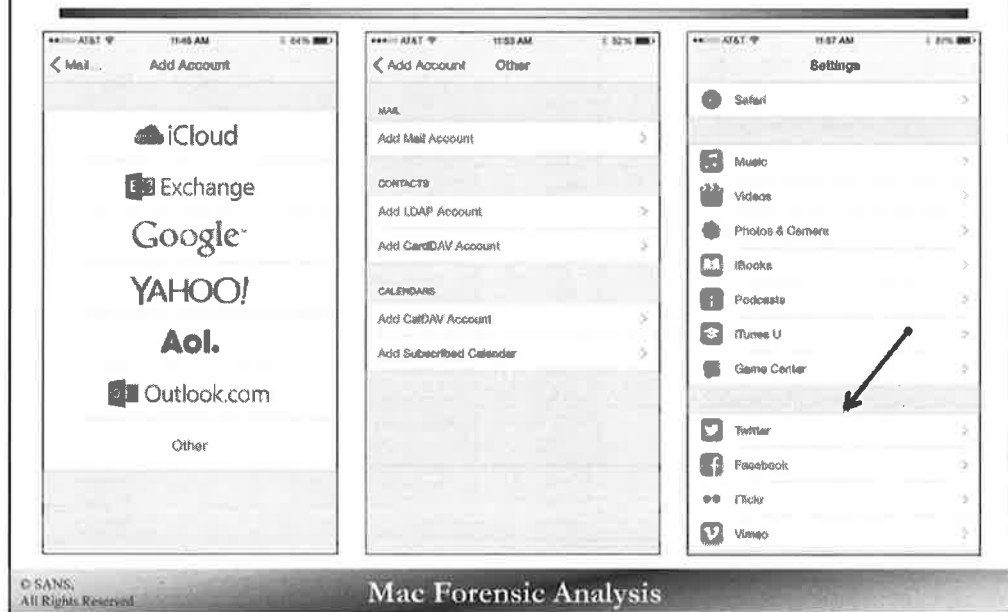 AT&T 11:46 AM 64%
Mail... Add Account
iCloud
Exchange
Google
YAHOO!
Aol.
Outlook.com
Other
AT&T 11:53 AM 52%
Add Account Other
MAIL
Add Mail Account
CONTACTS
Add LDAP Account
Add CardDAV Account
CALENDARS
Add CalDAV Account
Add Subscribed Calendar
AT&T 11:57 AM
Settings
Safari
Music
Videos
Photos & Camera
iBooks
Podcasts
iTunes U
Game Center
Twitter
Facebook
Flickr
Vimeo
© SANS,
All Rights Reserved
Mac Forensic Analysis